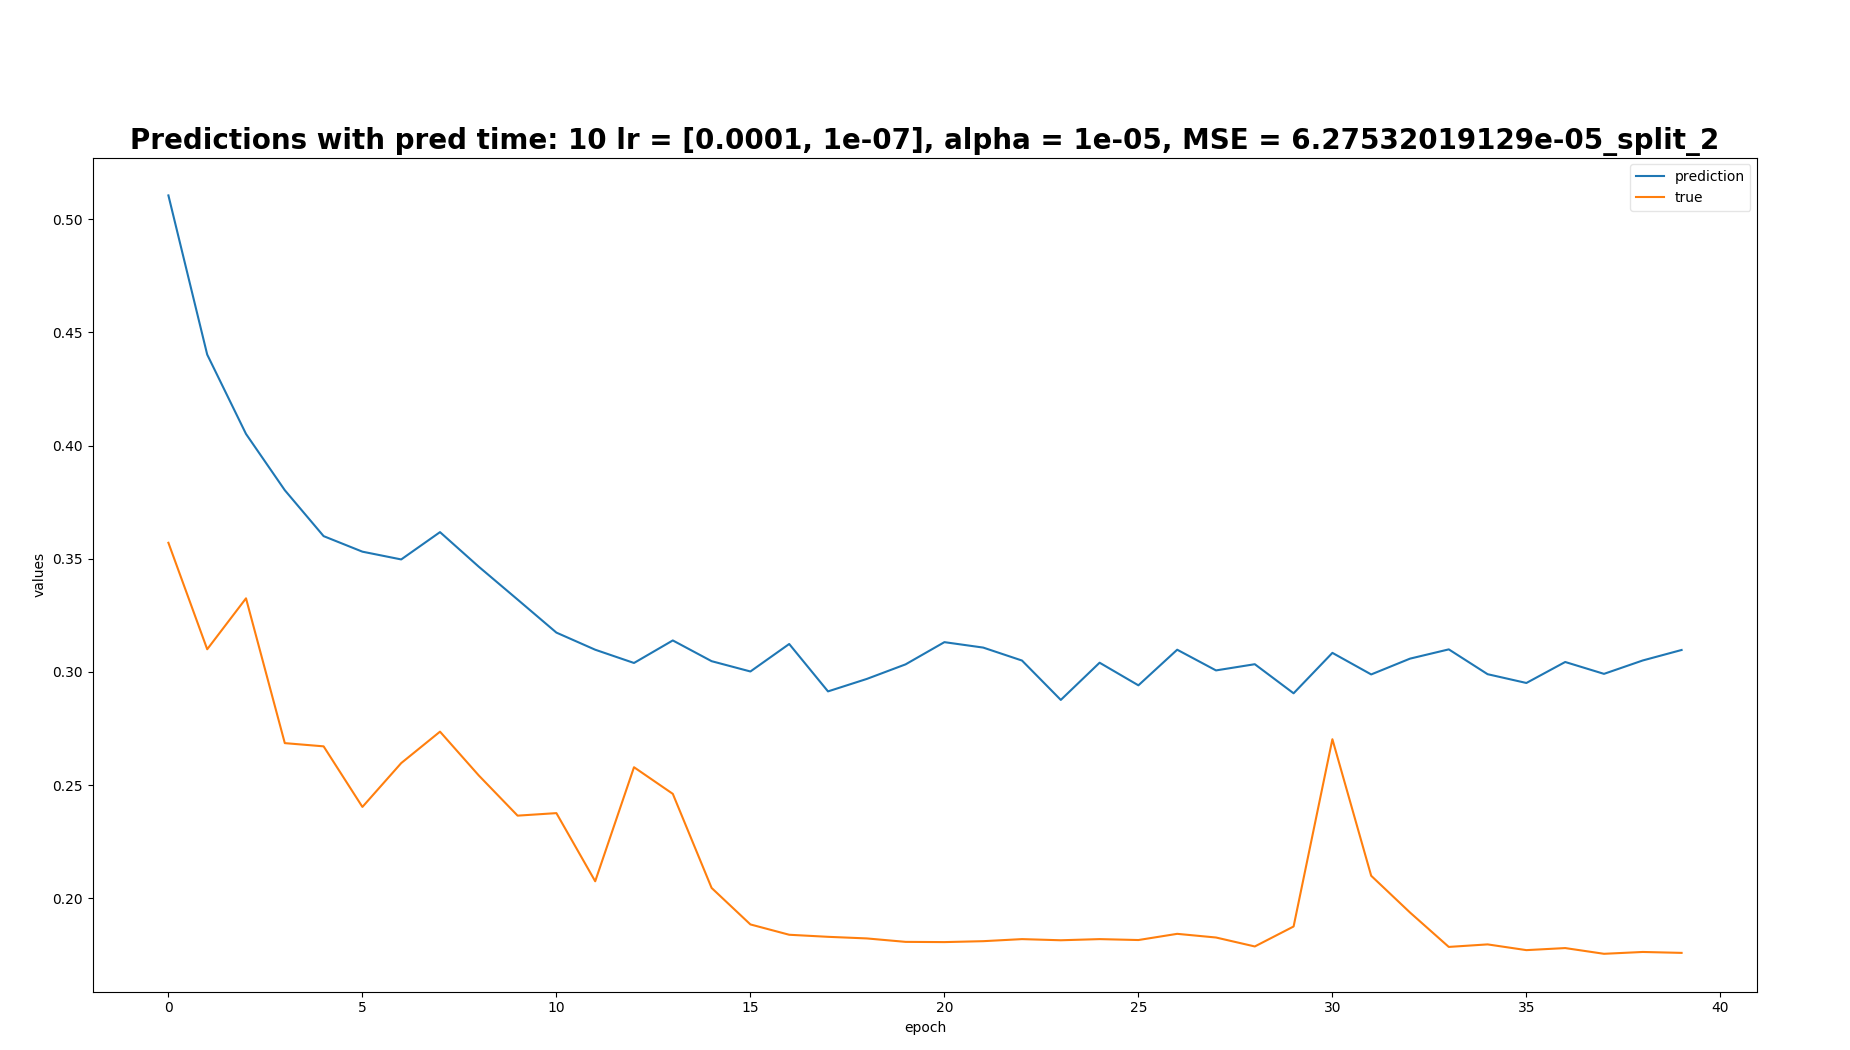 Predictions with pred time: 10 lr = [0.0001, 1e-07], alpha = 1e-05, MSE = 6.27532019129e-05_split_2
prediction
true
0.50
0.45
0.40
0.35
0.30
0.25
0.20
values
0 5 10 15 20 25 30 35 40
epoch